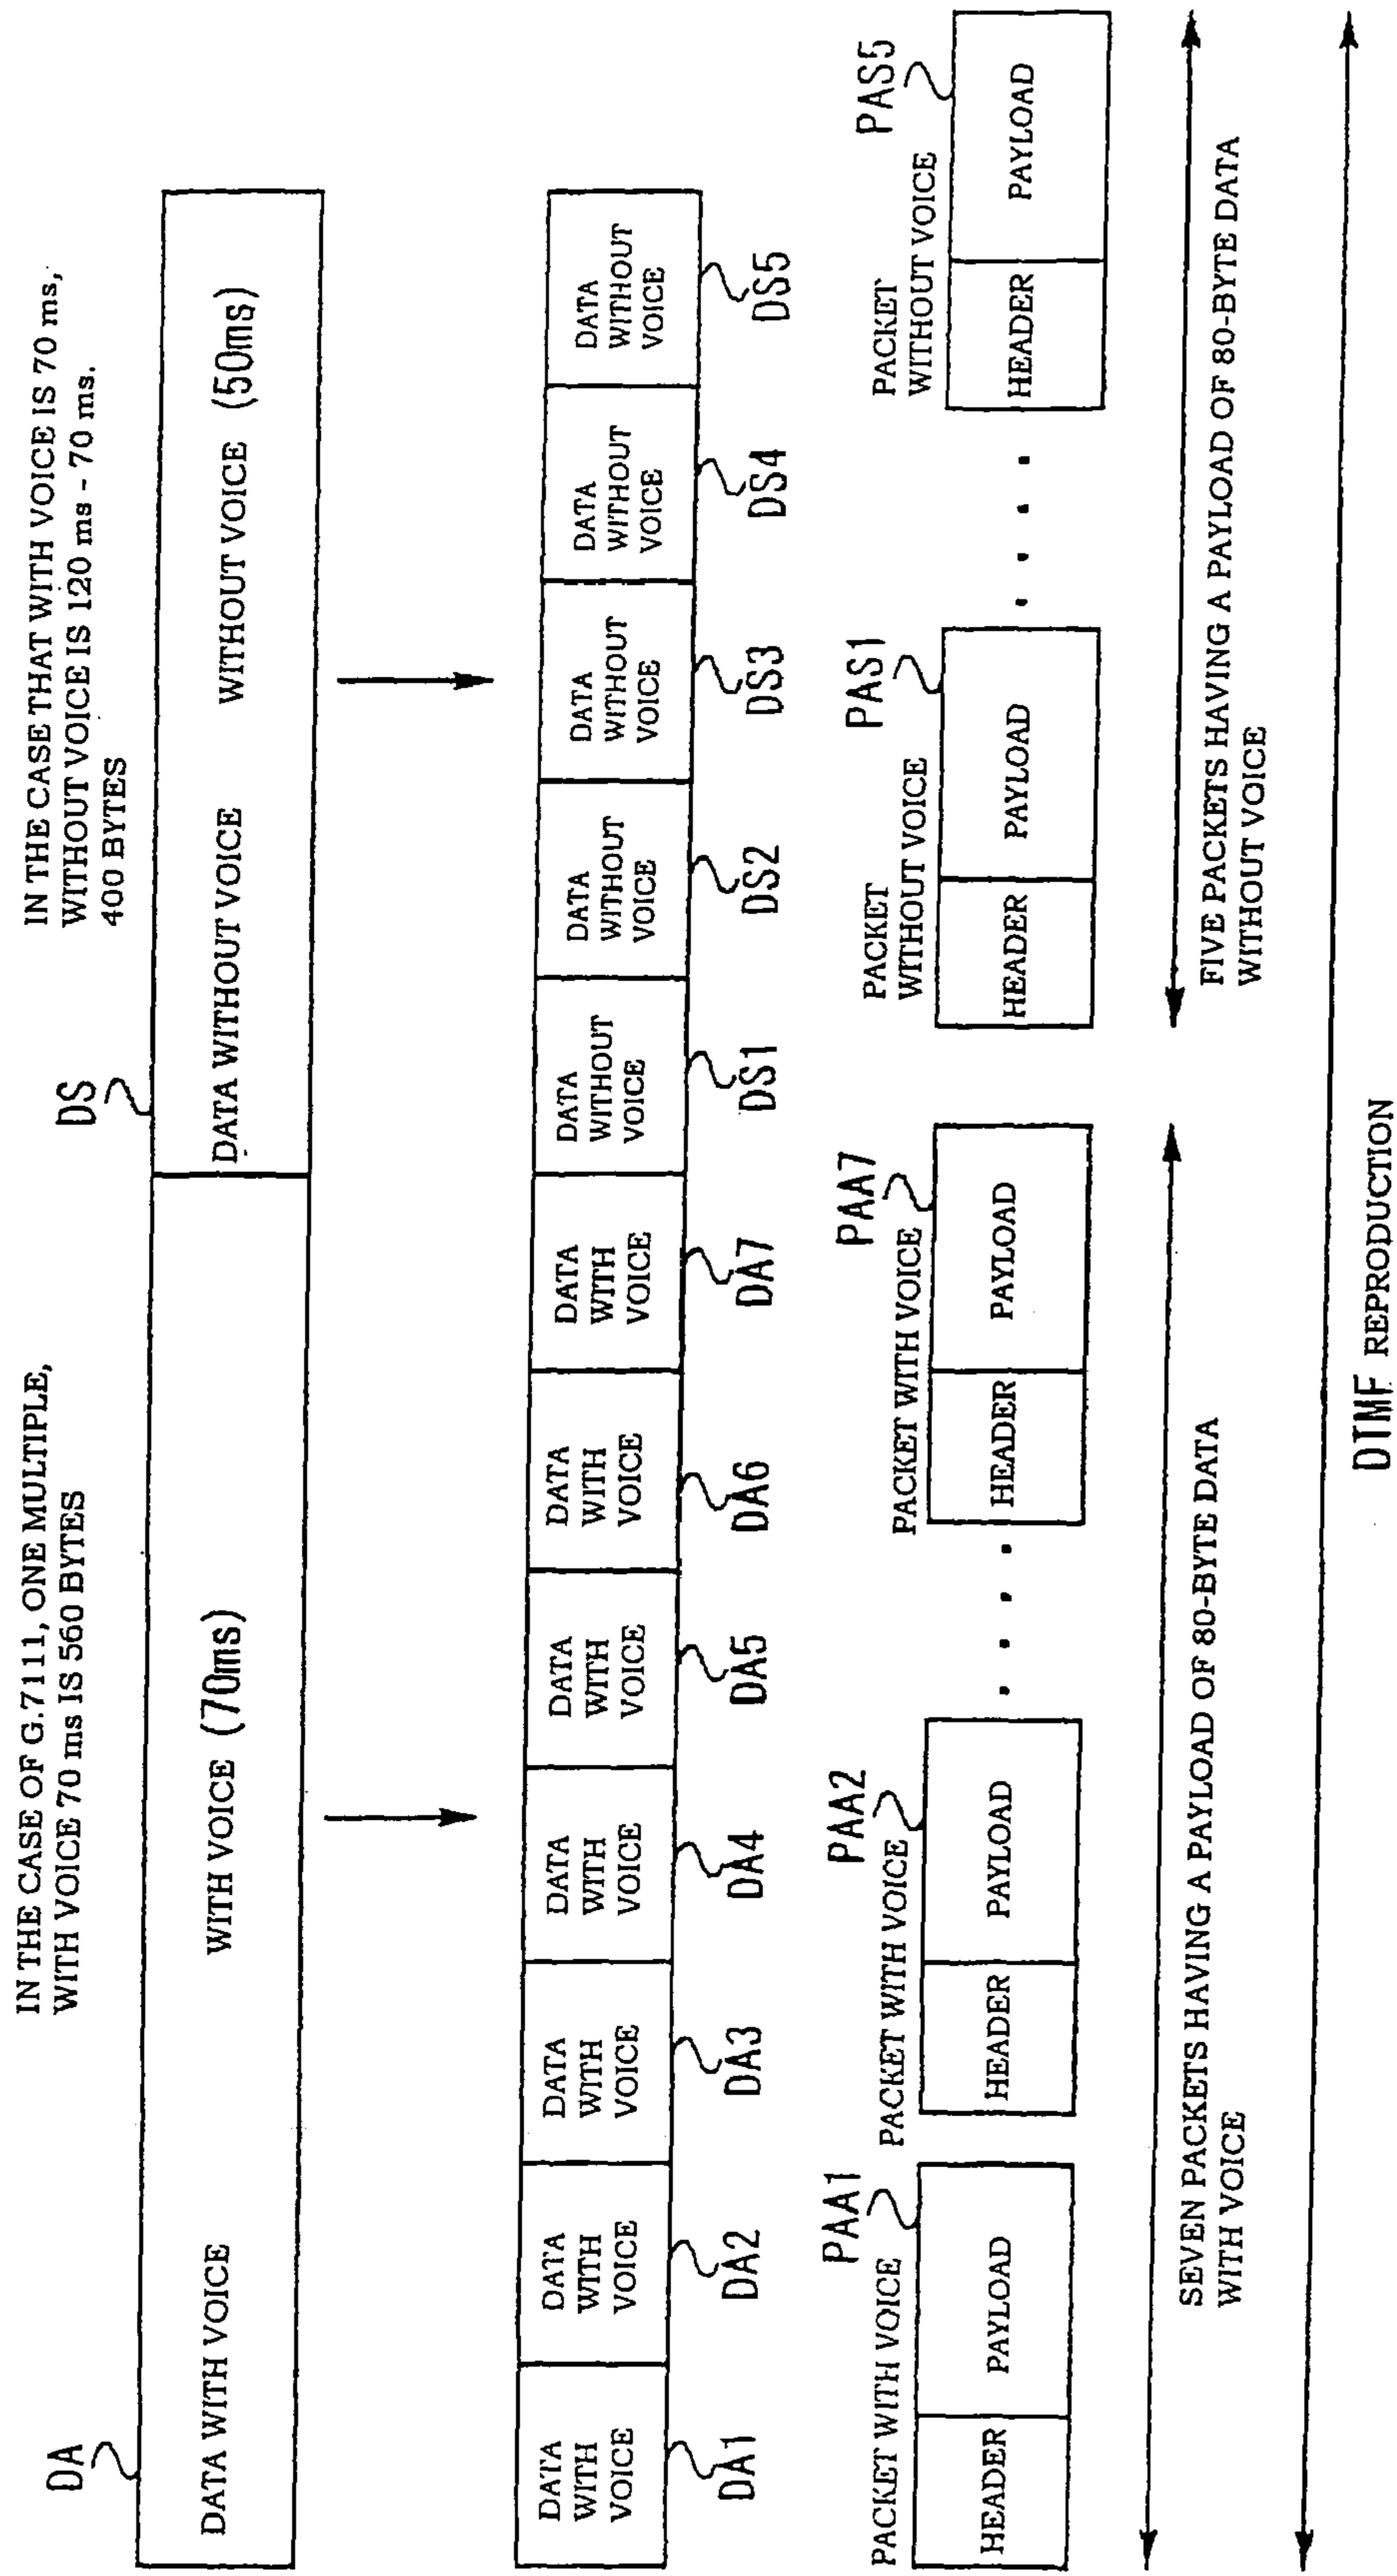 IN THE CASE OF G.7111, ONE MULTIPLE,
WITH VOICE 70 ms IS 560 BYTES
IN THE CASE THAT WITH VOICE IS 70 ms,
WITHOUT VOICE IS 120 ms - 70 ms.
400 BYTES
DA
DS
DATA WITH VOICE
WITH VOICE (70ms)
DATA WITHOUT VOICE
WITHOUT VOICE (50ms)
DATA
WITH
VOICE
DATA
WITH
VOICE
DATA
WITH
VOICE
DATA
WITH
VOICE
DATA
WITH
VOICE
DATA
WITH
VOICE
DATA
WITH
VOICE
DATA
WITHOUT
VOICE
DATA
WITHOUT
VOICE
DATA
WITHOUT
VOICE
DATA
WITHOUT
VOICE
DATA
WITHOUT
VOICE
DA1
DA2
DA3
DA4
DA5
DA6
DA7
DS1
DS2
DS3
DS4
DS5
PAA1
PACKET WITH VOICE
HEADER
PAYLOAD
PAA2
PACKET WITH VOICE
HEADER
PAYLOAD
. . . .
PAA7
PACKET WITH VOICE
HEADER
PAYLOAD
PAS1
PACKET
WITHOUT VOICE
HEADER
PAYLOAD
. . . .
PAS5
PACKET
WITHOUT VOICE
HEADER
PAYLOAD
SEVEN PACKETS HAVING A PAYLOAD OF 80-BYTE DATA
WITH VOICE
FIVE PACKETS HAVING A PAYLOAD OF 80-BYTE DATA
WITHOUT VOICE
DTMF REPRODUCTION